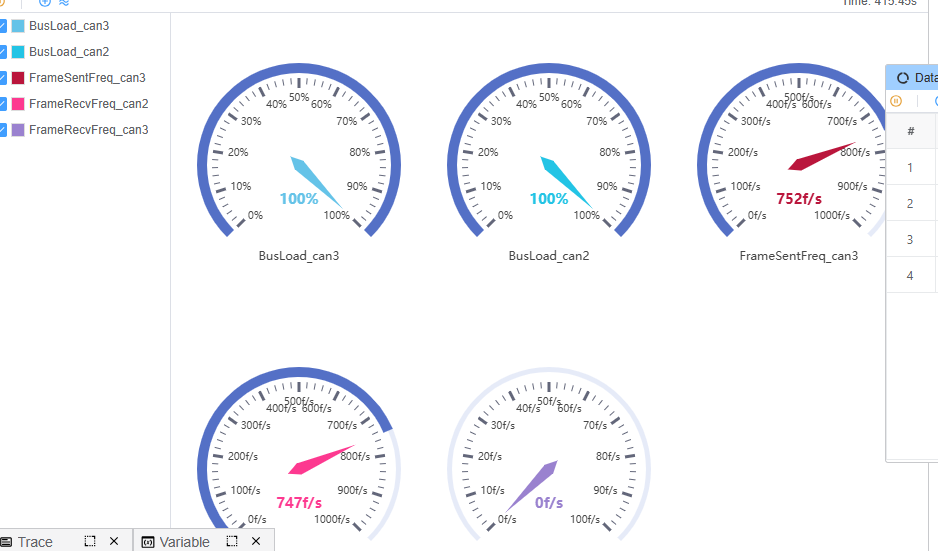 Time: 415.45s
BusLoad_can3
BusLoad_can2
FrameSentFreq_can3
FrameRecvFreq_can2
FrameRecvFreq_can3
0%
10%
20%
30%
40%
50%
60%
70%
80%
90%
100%
100%
BusLoad_can3
0%
10%
20%
30%
40%
50%
60%
70%
80%
90%
100%
100%
BusLoad_can2
0f/s
100f/s
200f/s
300f/s
400f/s
500f/s
600f/s
700f/s
800f/s
900f/s
1000f/s
752f/s
FrameSentFreq_can3
Data
#
1
2
3
4
0f/s
100f/s
200f/s
300f/s
400f/s
500f/s
600f/s
700f/s
800f/s
900f/s
1000f/s
747f/s
0f/s
10f/s
20f/s
30f/s
40f/s
50f/s
60f/s
70f/s
80f/s
90f/s
100f/s
0f/s
Trace
Variable